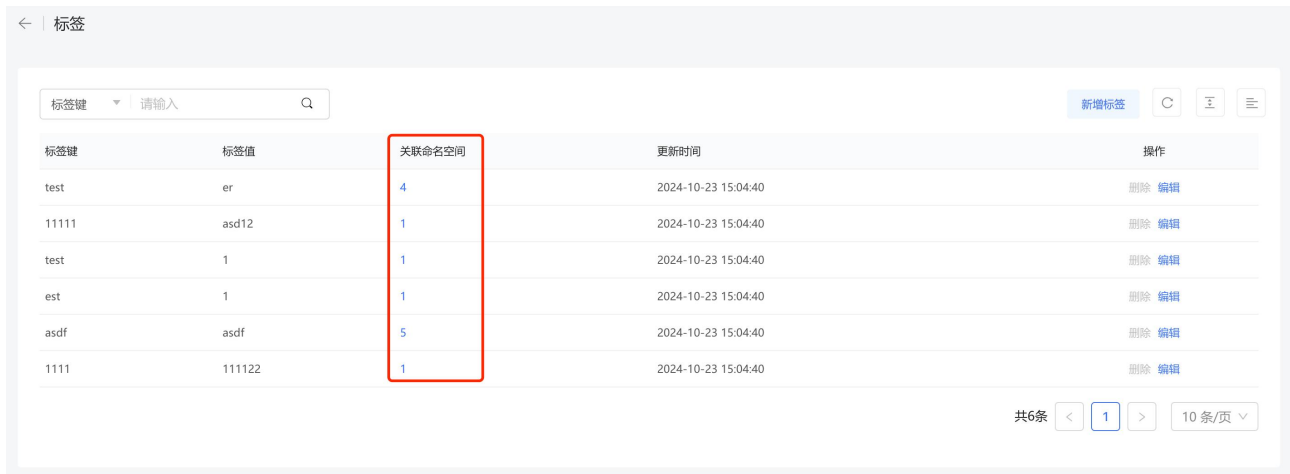 标签
标签键 请输入 新增标签
标签键 标签值 关联命名空间 更新时间 操作
test er 4 2024-10-23 15:04:40 删除 编辑
11111 asd12 1 2024-10-23 15:04:40 删除 编辑
test 1 1 2024-10-23 15:04:40 删除 编辑
est 1 1 2024-10-23 15:04:40 删除 编辑
asdf asdf 5 2024-10-23 15:04:40 删除 编辑
1111 111122 1 2024-10-23 15:04:40 删除 编辑
共6条 < 1 > 10 条/页